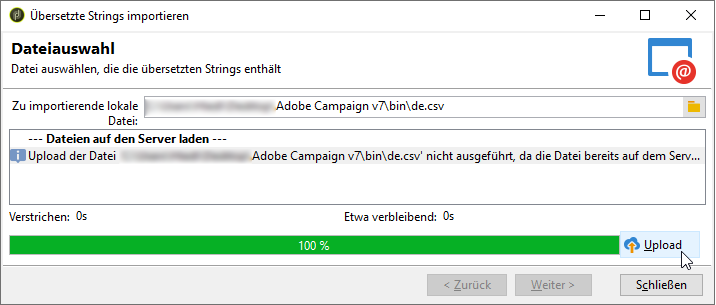 Übersetzte Strings importieren
Dateiauswahl
Datei auswählen, die die übersetzten Strings enthält
Zu importierende lokale
Datei:
Adobe Campaign v7\bin\de.csv
--- Dateien auf den Server laden ---
Upload der Datei Adobe Campaign v7\bin\de.csv' nicht ausgeführt, da die Datei bereits auf dem Serv...
Verstrichen: 0s Etwa verbleibend: 0s
100 %
Upload
< Zurück Weiter > Schließen